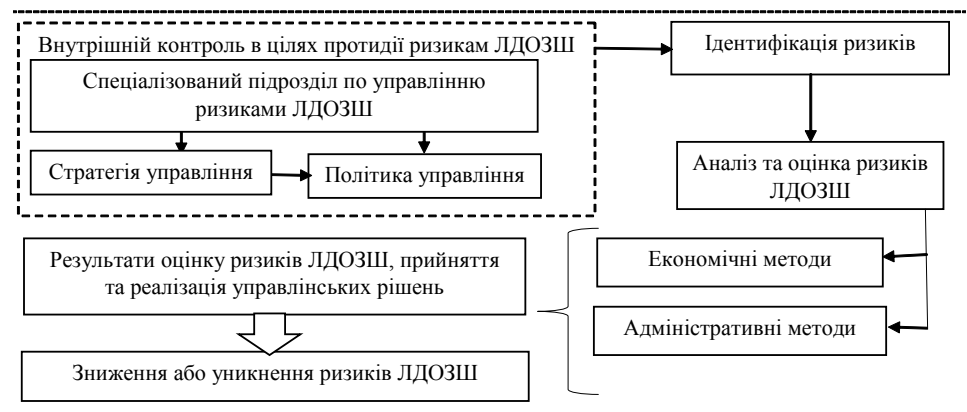 Внутрішній контроль в цілях протидії ризикам ЛДОЗШ
Спеціалізований підрозділ по управлінню
ризиками ЛДОЗШ
Стратегія управління
Політика управління
Ідентифікація ризиків
Аналіз та оцінка ризиків
ЛДОЗШ
Економічні методи
Адміністративні методи
Результати оцінку ризиків ЛДОЗШ, прийняття
та реалізація управлінських рішень
Зниження або уникнення ризиків ЛДОЗШ